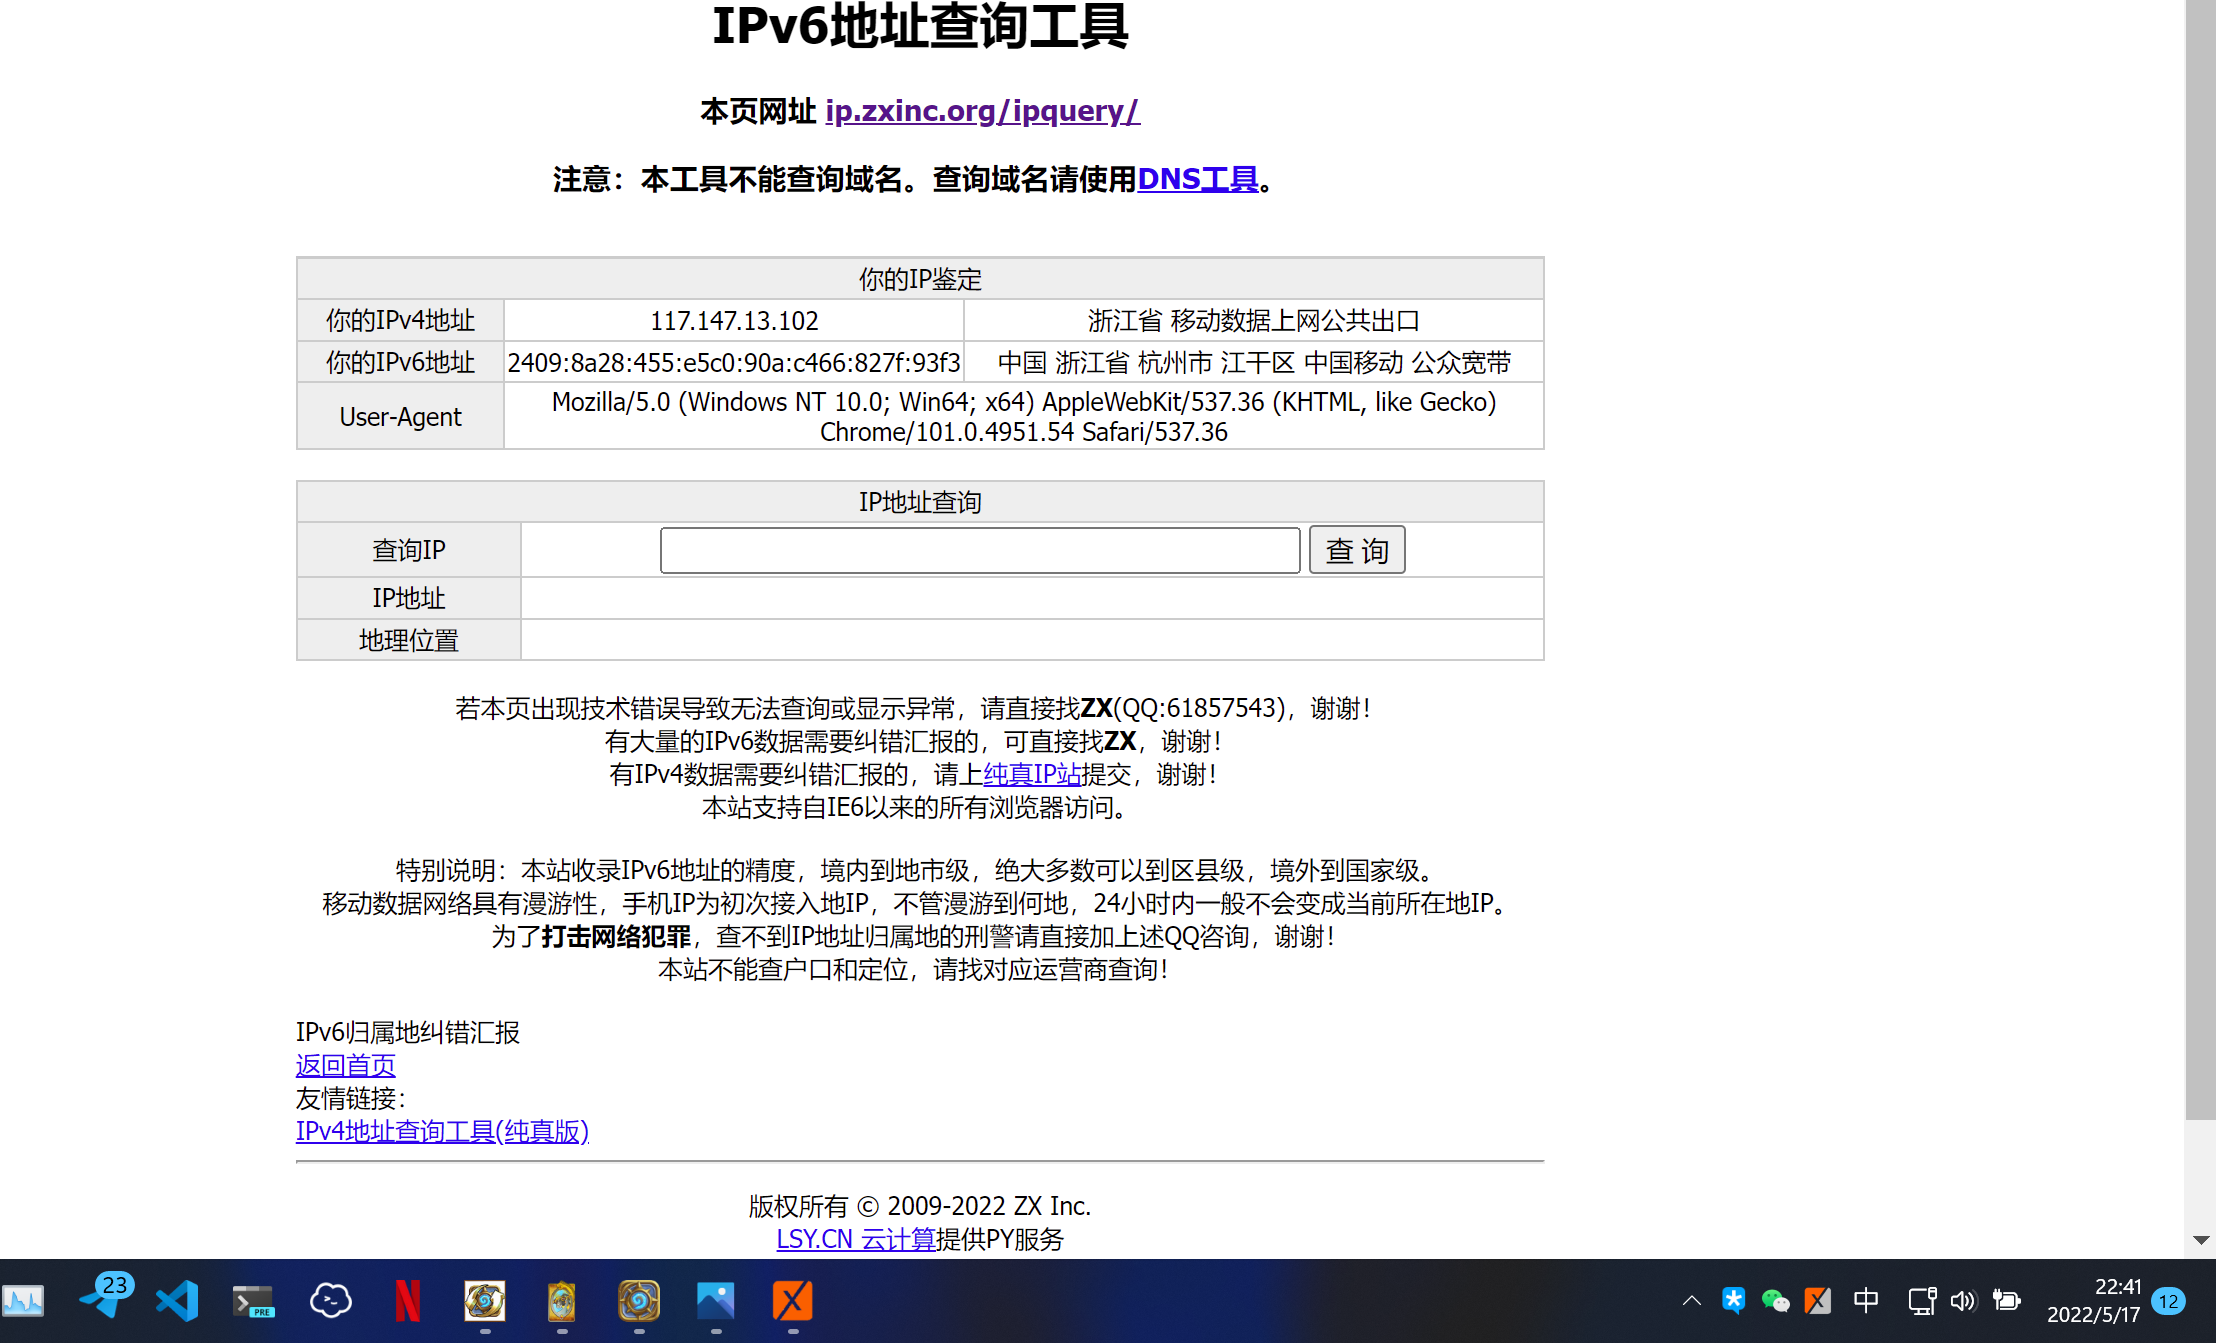 IPv6地址查询工具
本页网址 ip.zxinc.org/ipquery/
注意：本工具不能查询域名。查询域名请使用DNS工具。
你的IP鉴定
你的IPv4地址 117.147.13.102 浙江省 移动数据上网公共出口
你的IPv6地址 2409:8a28:455:e5c0:90a:c466:827f:93f3 中国 浙江省 杭州市 江干区 中国移动 公众宽带
User-Agent Mozilla/5.0 (Windows NT 10.0; Win64; x64) AppleWebKit/537.36 (KHTML, like Gecko)
Chrome/101.0.4951.54 Safari/537.36
IP地址查询
查询IP 查 询
IP地址
地理位置
若本页出现技术错误导致无法查询或显示异常，请直接找ZX(QQ:61857543)，谢谢！
有大量的IPv6数据需要纠错汇报的，可直接找ZX，谢谢！
有IPv4数据需要纠错汇报的，请上纯真IP站提交，谢谢！
本站支持自IE6以来的所有浏览器访问。
特别说明：本站收录IPv6地址的精度，境内到地市级，绝大多数可以到区县级，境外到国家级。
移动数据网络具有漫游性，手机IP为初次接入地IP，不管漫游到何地，24小时内一般不会变成当前所在地IP。
为了打击网络犯罪，查不到IP地址归属地的刑警请直接加上述QQ咨询，谢谢！
本站不能查户口和定位，请找对应运营商查询！
IPv6归属地纠错汇报
返回首页
友情链接：
IPv4地址查询工具(纯真版)
版权所有 © 2009-2022 ZX Inc.
LSY.CN 云计算提供PY服务
23
PRE
中
22:41
2022/5/17
12